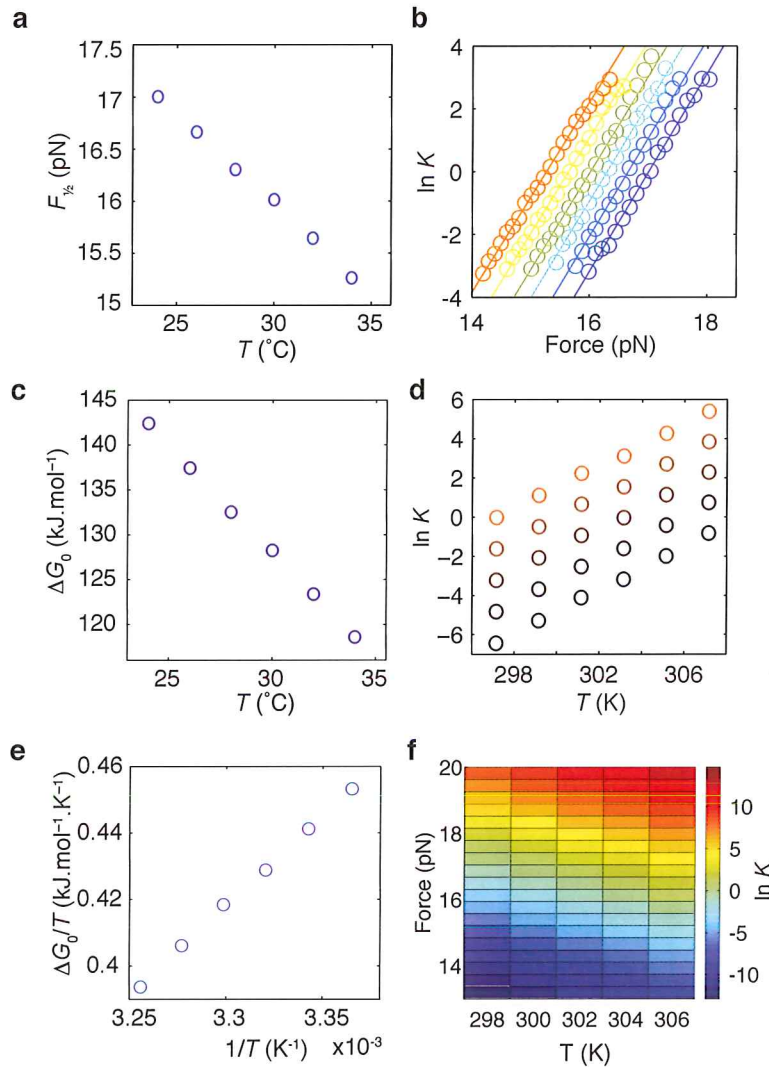 a
17.5
17
16.5
16
15.5
15
F½ (pN)
25
30
35
T (˚C)
b
4
2
0
−2
−4
ln K
14
16
18
Force (pN)
c
145
140
135
130
125
120
ΔG₀ (kJ.mol⁻¹)
25
30
35
T (˚C)
d
6
4
2
0
−2
−4
−6
ln K
298
302
306
T (K)
e
0.46
0.44
0.42
0.4
ΔG₀/T (kJ.mol⁻¹.K⁻¹)
3.25
3.3
3.35
1/T (K⁻¹)
x10⁻³
f
20
18
16
14
Force (pN)
298 300 302 304 306
T (K)
10
5
0
-5
-10
ln K